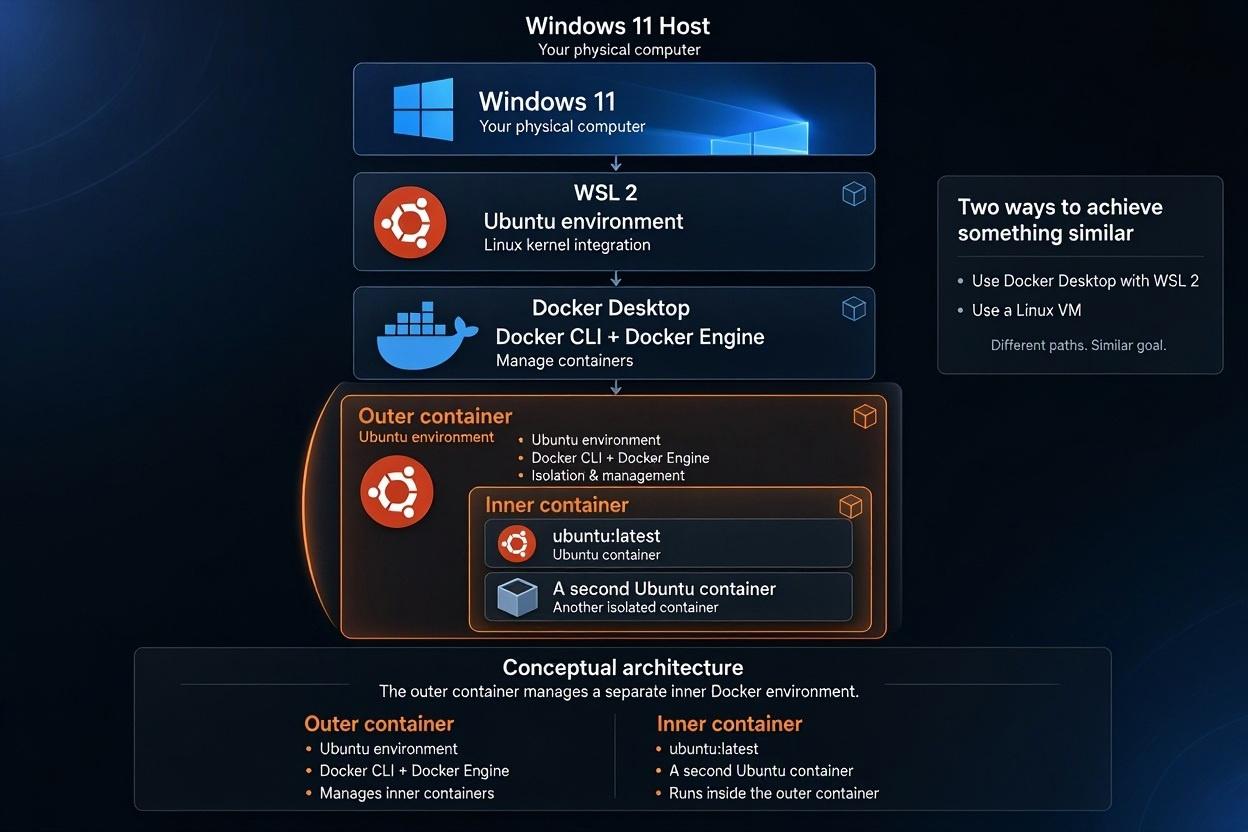 Windows 11 Host
Your physical computer
Windows 11
Your physical computer
WSL 2
Ubuntu environment
Linux kernel integration
Docker Desktop
Docker CLI + Docker Engine
Manage containers
Two ways to achieve
something similar
• Use Docker Desktop with WSL 2
• Use a Linux VM
Different paths. Similar goal.
Outer container
Ubuntu environment
• Ubuntu environment
• Docker CLI + Docker Engine
• Isolation & management
Inner container
ubuntu:latest
Ubuntu container
A second Ubuntu container
Another isolated container
Conceptual architecture
The outer container manages a separate inner Docker environment.
Outer container
• Ubuntu environment
• Docker CLI + Docker Engine
• Manages inner containers
Inner container
• ubuntu:latest
• A second Ubuntu container
• Runs inside the outer container